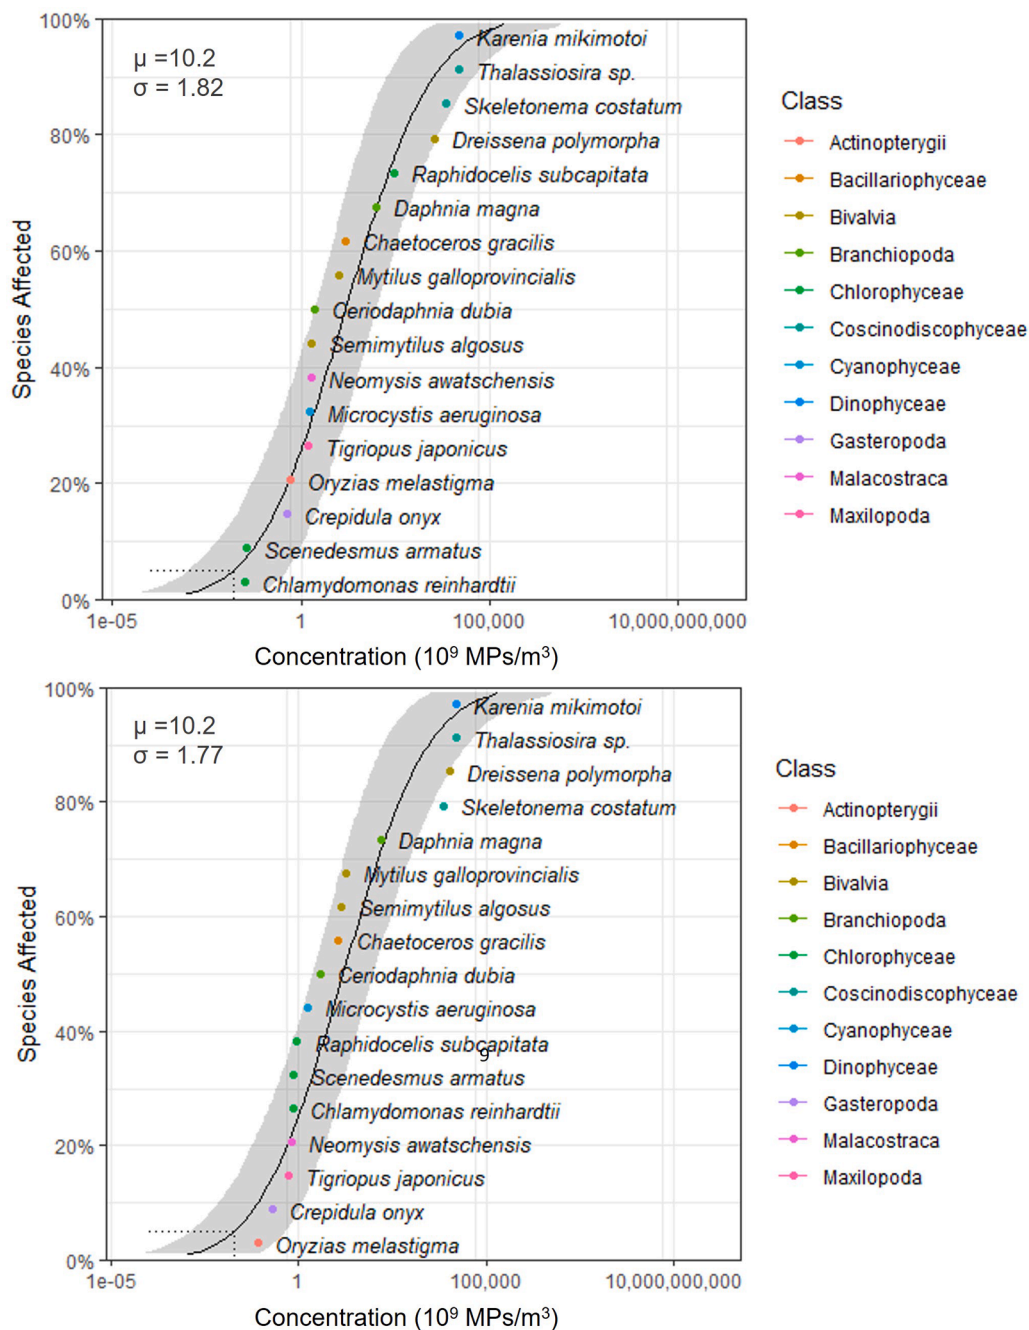 100%
μ =10.2
σ = 1.82
Karenia mikimotoi
Thalassiosira sp.
Skeletonema costatum
80%
Dreissena polymorpha
Raphidocelis subcapitata
Daphnia magna
60%
Chaetoceros gracilis
Mytilus galloprovincialis
Ceriodaphnia dubia
Semimytilus algosus
40%
Neomysis awatschensis
Microcystis aeruginosa
Tigriopus japonicus
20%
Oryzias melastigma
Crepidula onyx
Scenedesmus armatus
Chlamydomonas reinhardtii
0%
Species Affected
1e-05 1 100,000 10,000,000,000
Concentration (10⁹ MPs/m³)
Class
Actinopterygii
Bacillariophyceae
Bivalvia
Branchiopoda
Chlorophyceae
Coscinodiscophyceae
Cyanophyceae
Dinophyceae
Gasteropoda
Malacostraca
Maxilopoda
100%
μ =10.2
σ = 1.77
Karenia mikimotoi
Thalassiosira sp.
Dreissena polymorpha
80%
Skeletonema costatum
Daphnia magna
Mytilus galloprovincialis
60%
Semimytilus algosus
Chaetoceros gracilis
Ceriodaphnia dubia
Microcystis aeruginosa
40%
Raphidocelis subcapitata
9
Scenedesmus armatus
Chlamydomonas reinhardtii
20%
Neomysis awatschensis
Tigriopus japonicus
Crepidula onyx
Oryzias melastigma
0%
Species Affected
1e-05 1 100,000 10,000,000,000
Concentration (10⁹ MPs/m³)
Class
Actinopterygii
Bacillariophyceae
Bivalvia
Branchiopoda
Chlorophyceae
Coscinodiscophyceae
Cyanophyceae
Dinophyceae
Gasteropoda
Malacostraca
Maxilopoda